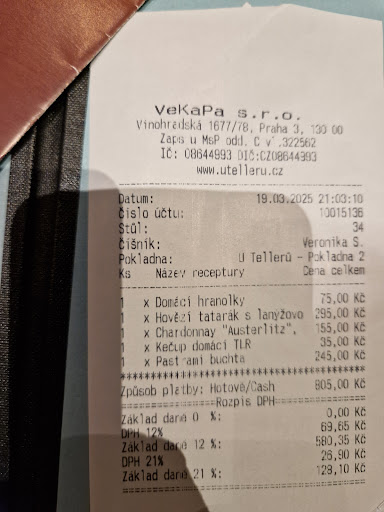 VeKaPa s.r.o.
Vinohradská 1677/78, Praha 3, 130 00
Zaps u MsP odd. C v.,322562
IČ: 08644993 DIČ:CZ08644993
www.utelleru.cz
Datum: 19.03.2025 21:03:10
Číslo účtu: 10015136
Stůl: 34
Číšník: Veronika S.
Pokladna: U Tellerů - Pokladna 2
Ks Název receptury Cena celkem
1 x Domácí hranolky 75,00 Kč
1 x Hovězí tatarák s lanýžovo 295,00 Kč
1 x Chardonnay "Austerlitz", 155,00 Kč
1 x Kečup domácí TLR 35,00 Kč
1 x Pastrami buchta 245,00 Kč
****************************************
Způsob platby: Hotově/Cash 805,00 Kč
Rozpis DPH
Základ daně 0 %: 0,00 Kč
DPH 12% 69,65 Kč
Základ daně 12 %: 580,35 Kč
DPH 21% 26,90 Kč
Základ daně 21 %: 128,10 Kč